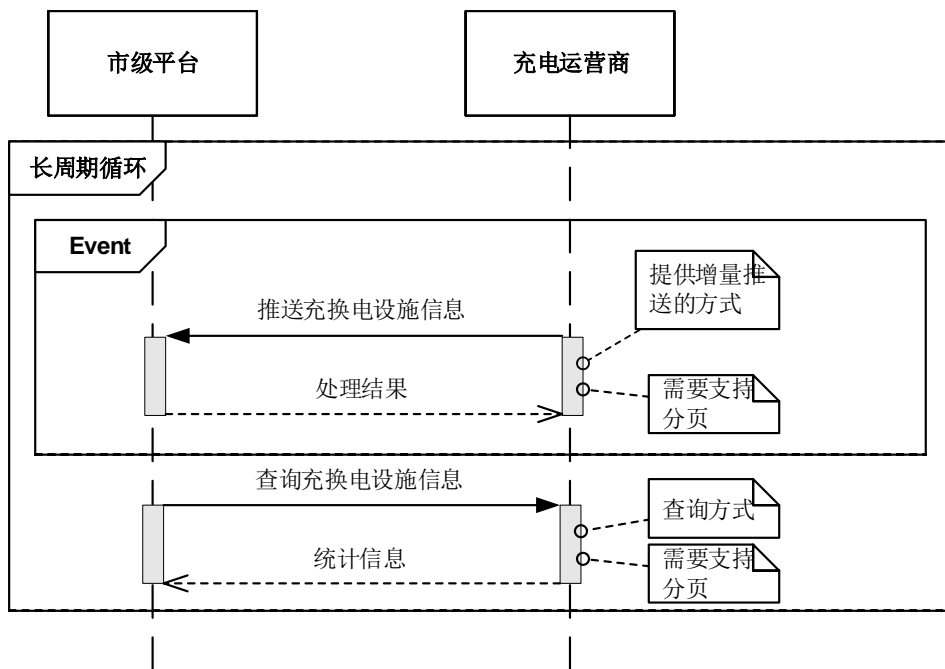 市级平台
充电运营商
长周期循环
Event
提供增量推
送的方式
推送充换电设施信息
处理结果
需要支持
分页
查询充换电设施信息
查询方式
统计信息
需要支持
分页